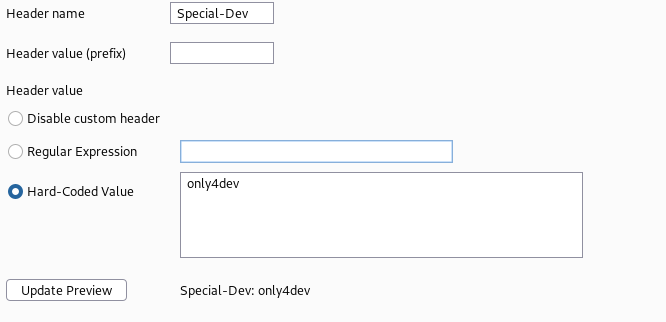 Header name Special-Dev
Header value (prefix)
Header value
Disable custom header
Regular Expression
Hard-Coded Value only4dev
Update Preview Special-Dev: only4dev